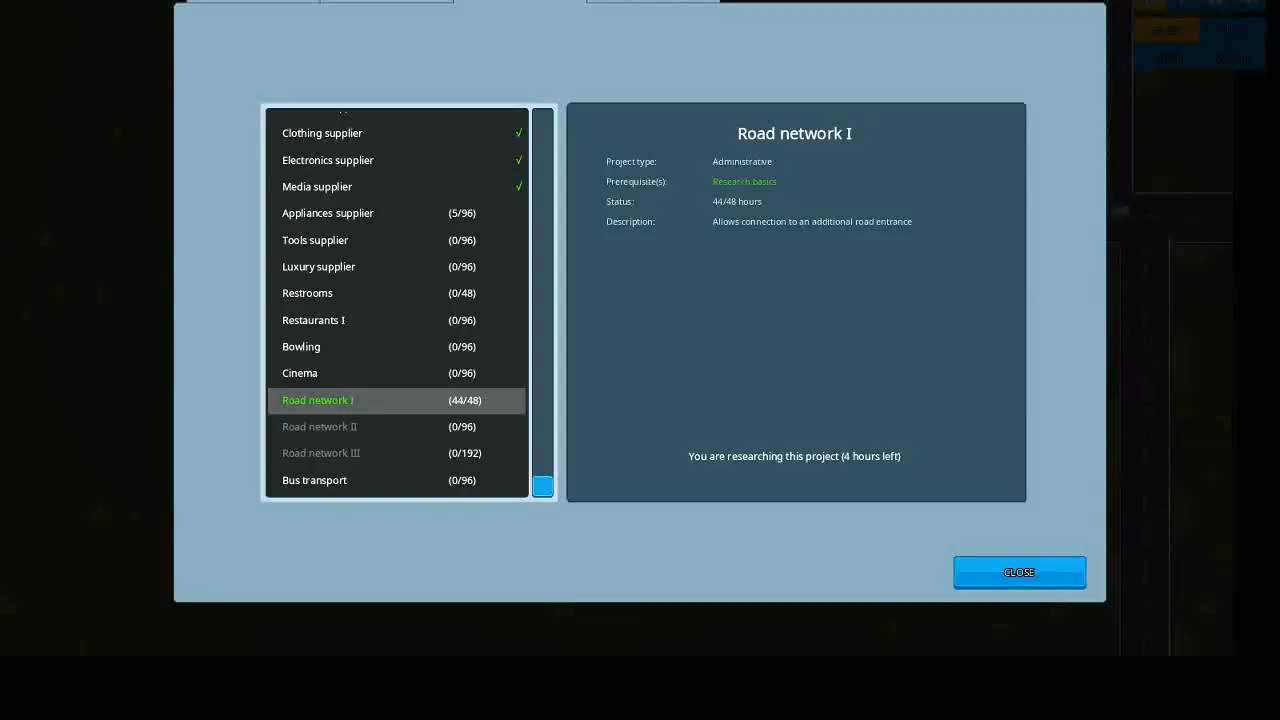 Clothing supplier √
Electronics supplier √
Media supplier √
Appliances supplier (5/96)
Tools supplier (0/96)
Luxury supplier (0/96)
Restrooms (0/48)
Restaurants I (0/96)
Bowling (0/96)
Cinema (0/96)
Road network I (44/48)
Road network II (0/96)
Road network III (0/192)
Bus transport (0/96)
Road network I
Project type: Administrative
Prerequisite(s): Research basics
Status: 44/48 hours
Description: Allows connection to an additional road entrance
You are researching this project (4 hours left)
CLOSE